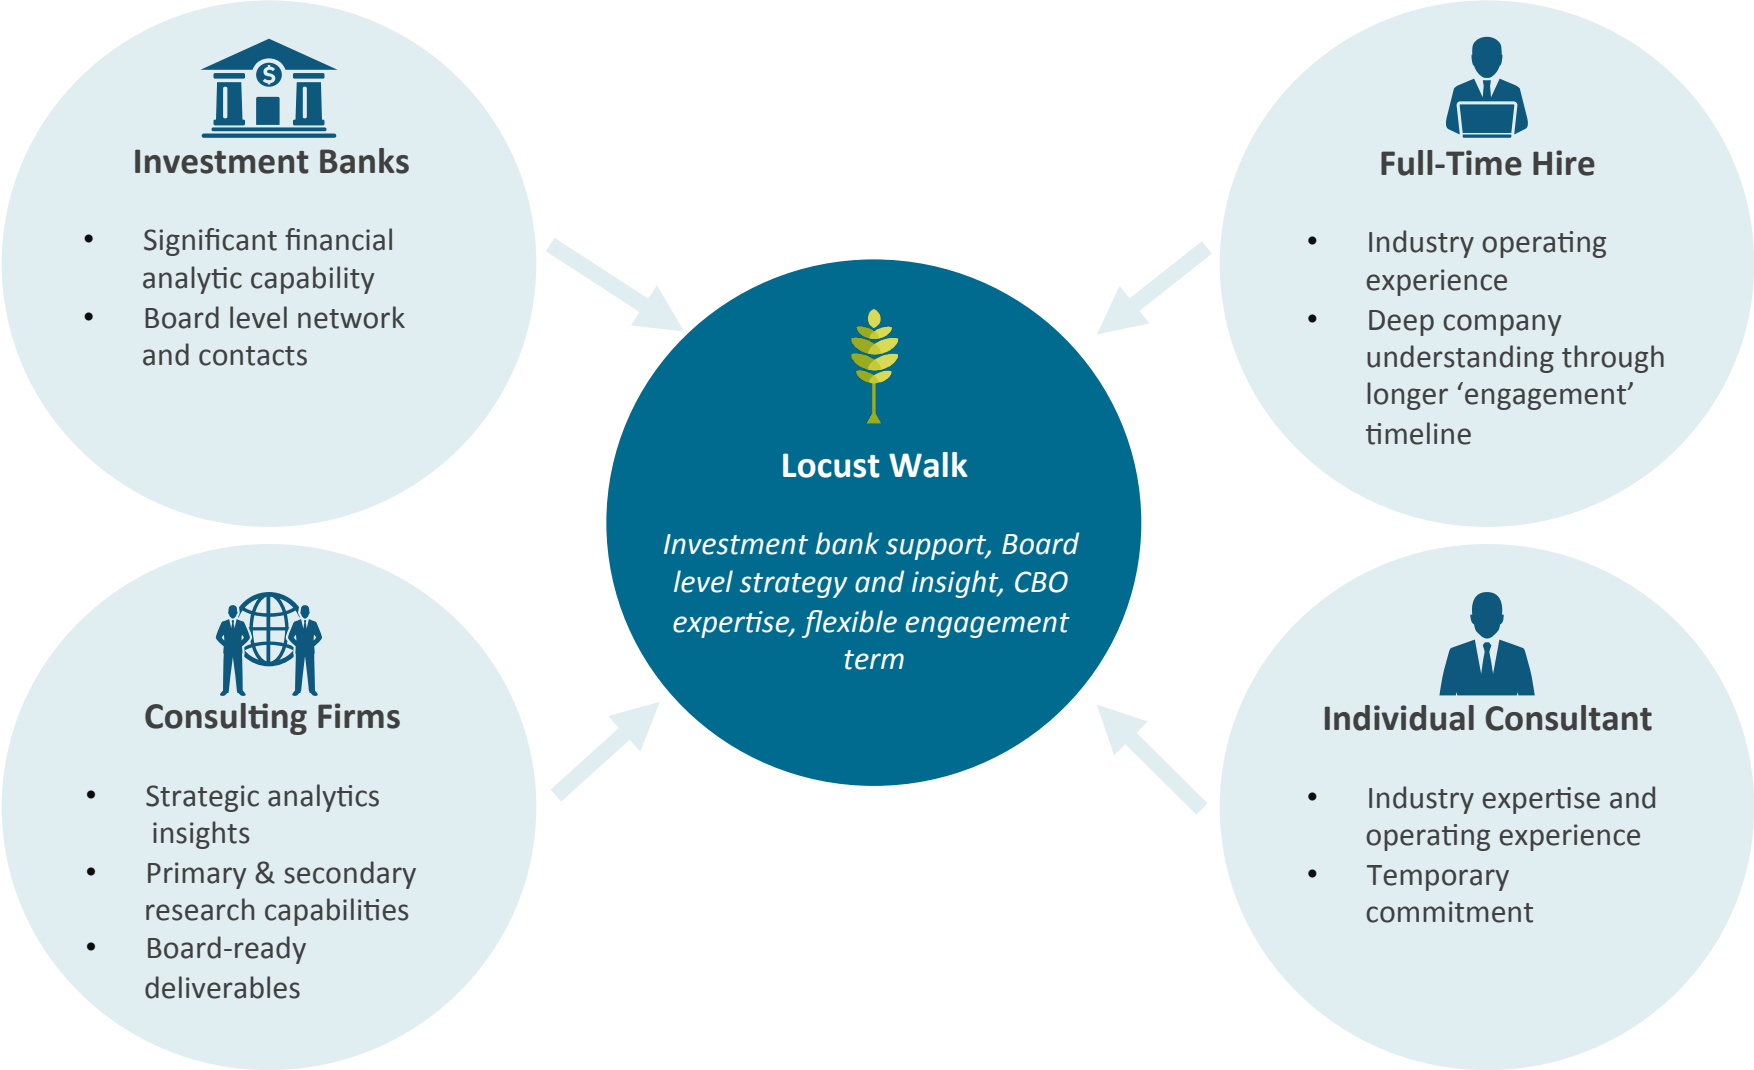 Investment Banks
• Significant financial
analytic capability
• Board level network
and contacts
Full-Time Hire
• Industry operating
experience
• Deep company
understanding through
longer ‘engagement’
timeline
Locust Walk
Investment bank support, Board
level strategy and insight, CBO
expertise, flexible engagement
term
Consulting Firms
• Strategic analytics
insights
• Primary & secondary
research capabilities
• Board-ready
deliverables
Individual Consultant
• Industry expertise and
operating experience
• Temporary
commitment
$